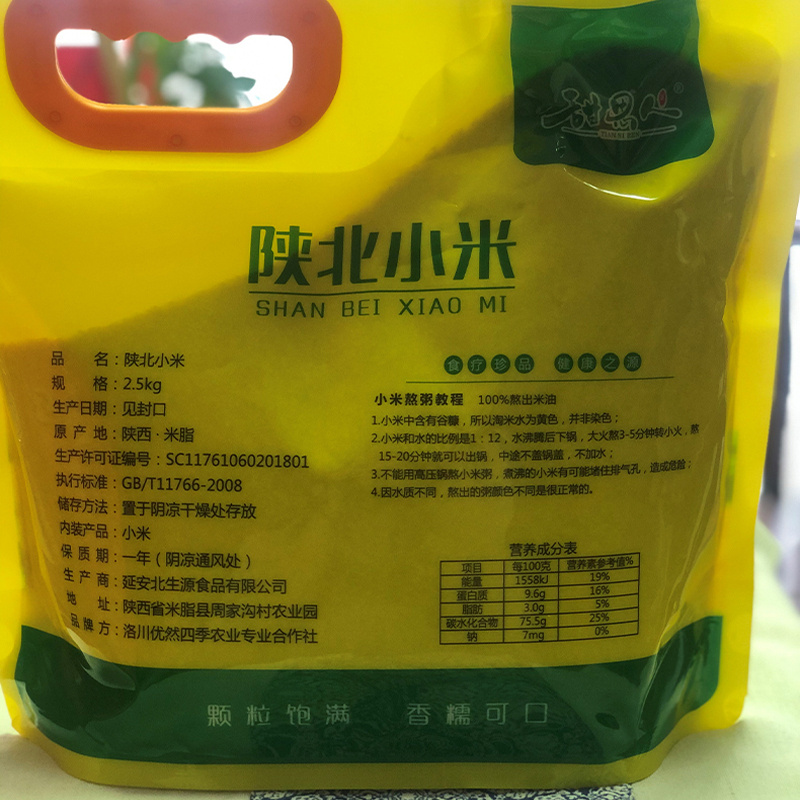 甜思人®
陕北小米
SHAN BEI XIAO MI
品 名：陕北小米
规 格：2.5kg
生产日期：见封口
原 产 地：陕西·米脂
生产许可证编号：SC11761060201801
执行标准：GB/T11766-2008
储存方法：置于阴凉干燥处存放
内装产品：小米
保 质 期：一年（阴凉通风处）
生 产 商：延安北生源食品有限公司
地 址：陕西省米脂县周家沟村农业园
品 牌 方：洛川优然四季农业专业合作社
食疗珍品 健康之源
小米熬粥教程 100%熬出米油
1.小米中含有谷糠，所以淘米水为黄色，并非染色；
2.小米和水的比例是1：12，水沸腾后下锅，大火熬3-5分钟转小火，熬
15-20分钟就可以出锅，中途不盖锅盖，不加水；
3.不能用高压锅熬小米粥，煮沸的小米有可能堵住排气孔，造成危险；
4.因水质不同，熬出的粥颜色不同是很正常的。
营养成分表
项目 每100克 营养素参考值%
能量 1558kJ 19%
蛋白质 9.6g 16%
脂肪 3.0g 5%
碳水化合物 75.5g 25%
钠 7mg 0%
颗粒饱满 香糯可口